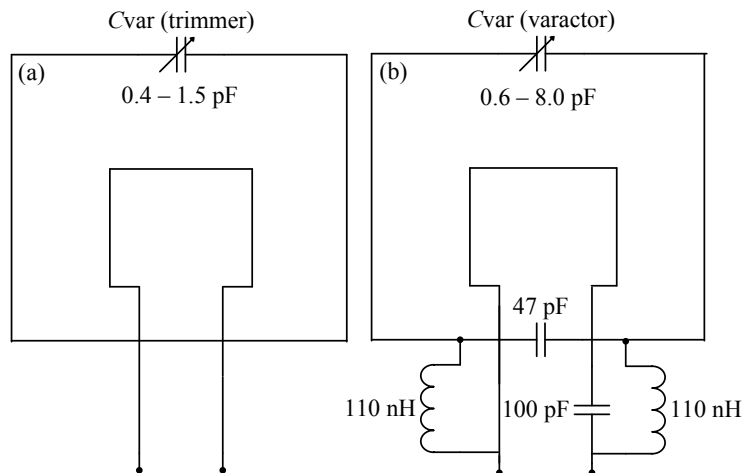 Cvar (trimmer)
(a)
0.4 – 1.5 pF
Cvar (varactor)
(b)
0.6 – 8.0 pF
47 pF
110 nH
100 pF
110 nH